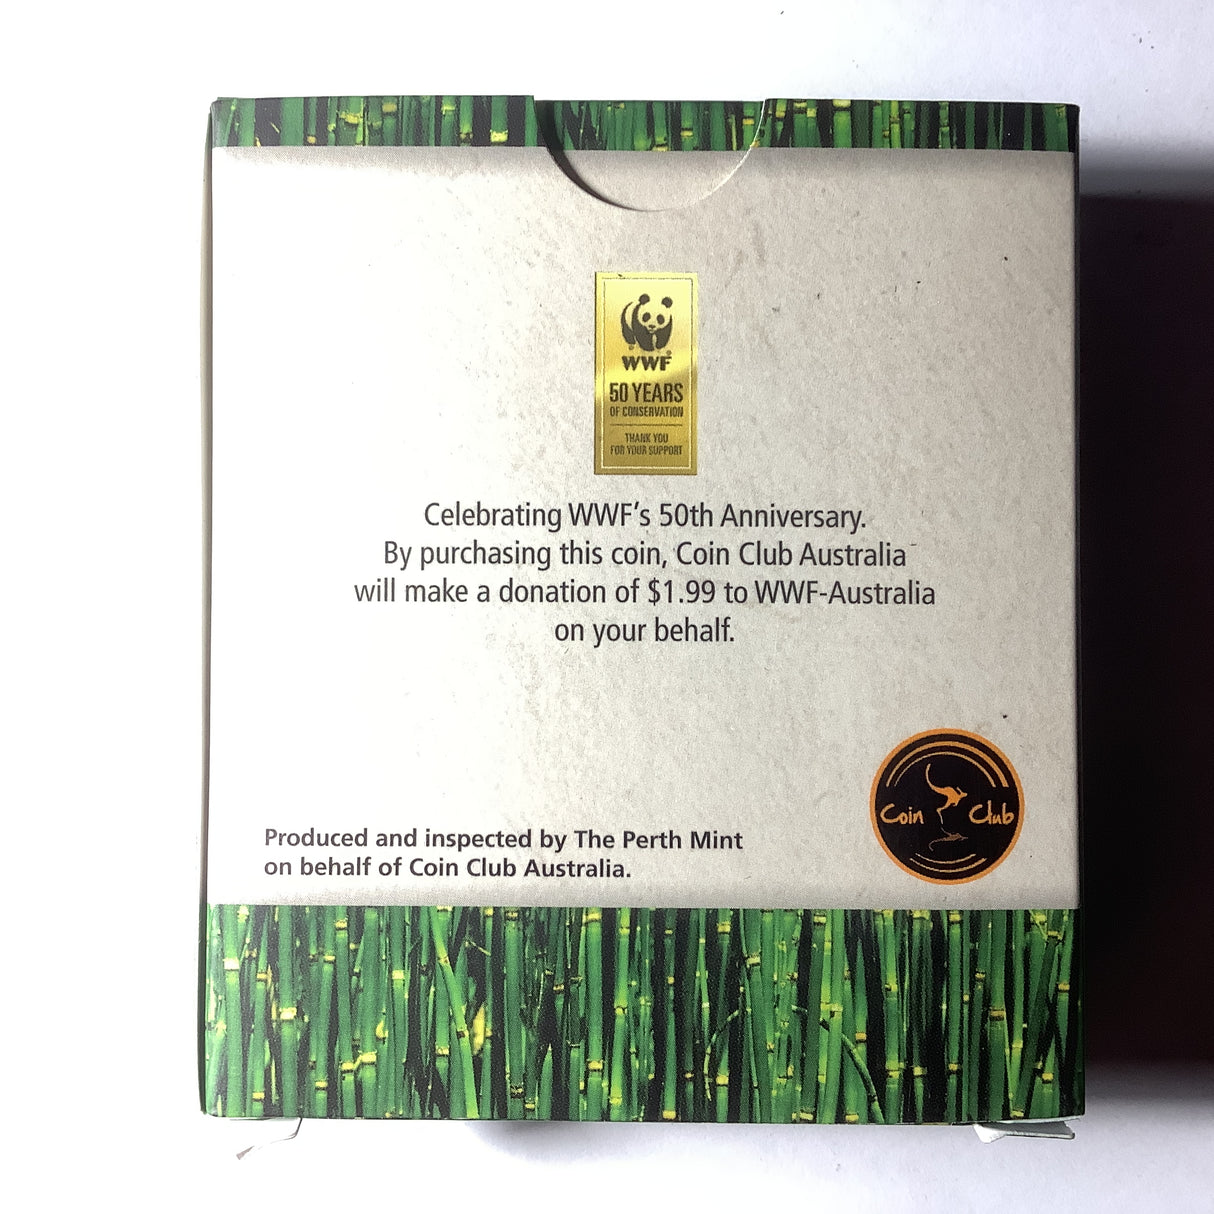 WWF
50 YEARS
OF CONSERVATION
THANK YOU
FOR YOUR SUPPORT
Celebrating WWF's 50th Anniversary.
By purchasing this coin, Coin Club Australia
will make a donation of $1.99 to WWF-Australia
on your behalf.
Coin Club
Produced and inspected by The Perth Mint
on behalf of Coin Club Australia.